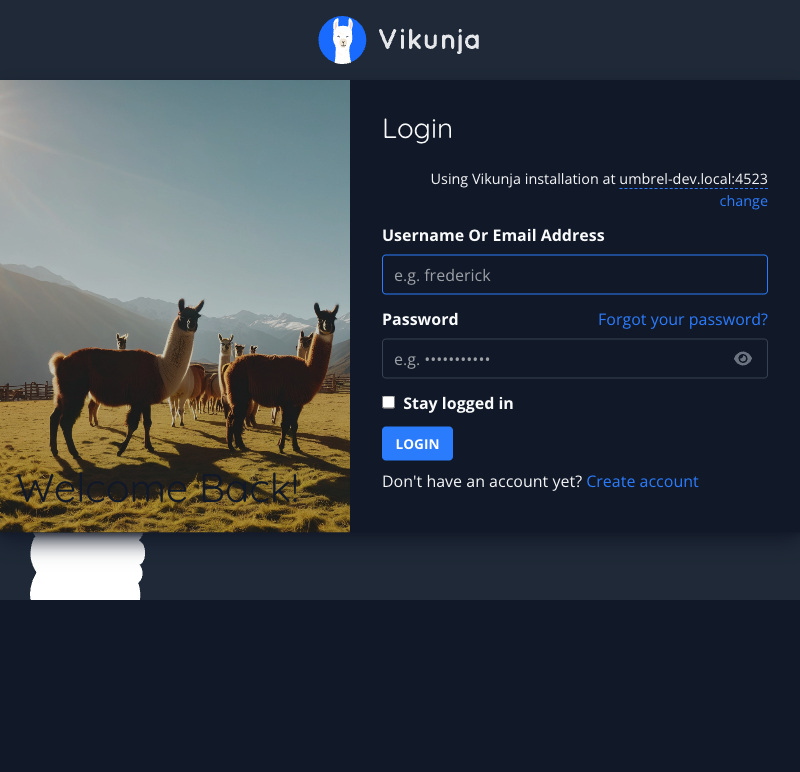 Vikunja
Login
Using Vikunja installation at umbrel-dev.local:4523
change
Username Or Email Address
e.g. frederick
Password Forgot your password?
e.g. •••••••••••
Stay logged in
LOGIN
Don't have an account yet? Create account
Welcome Back!